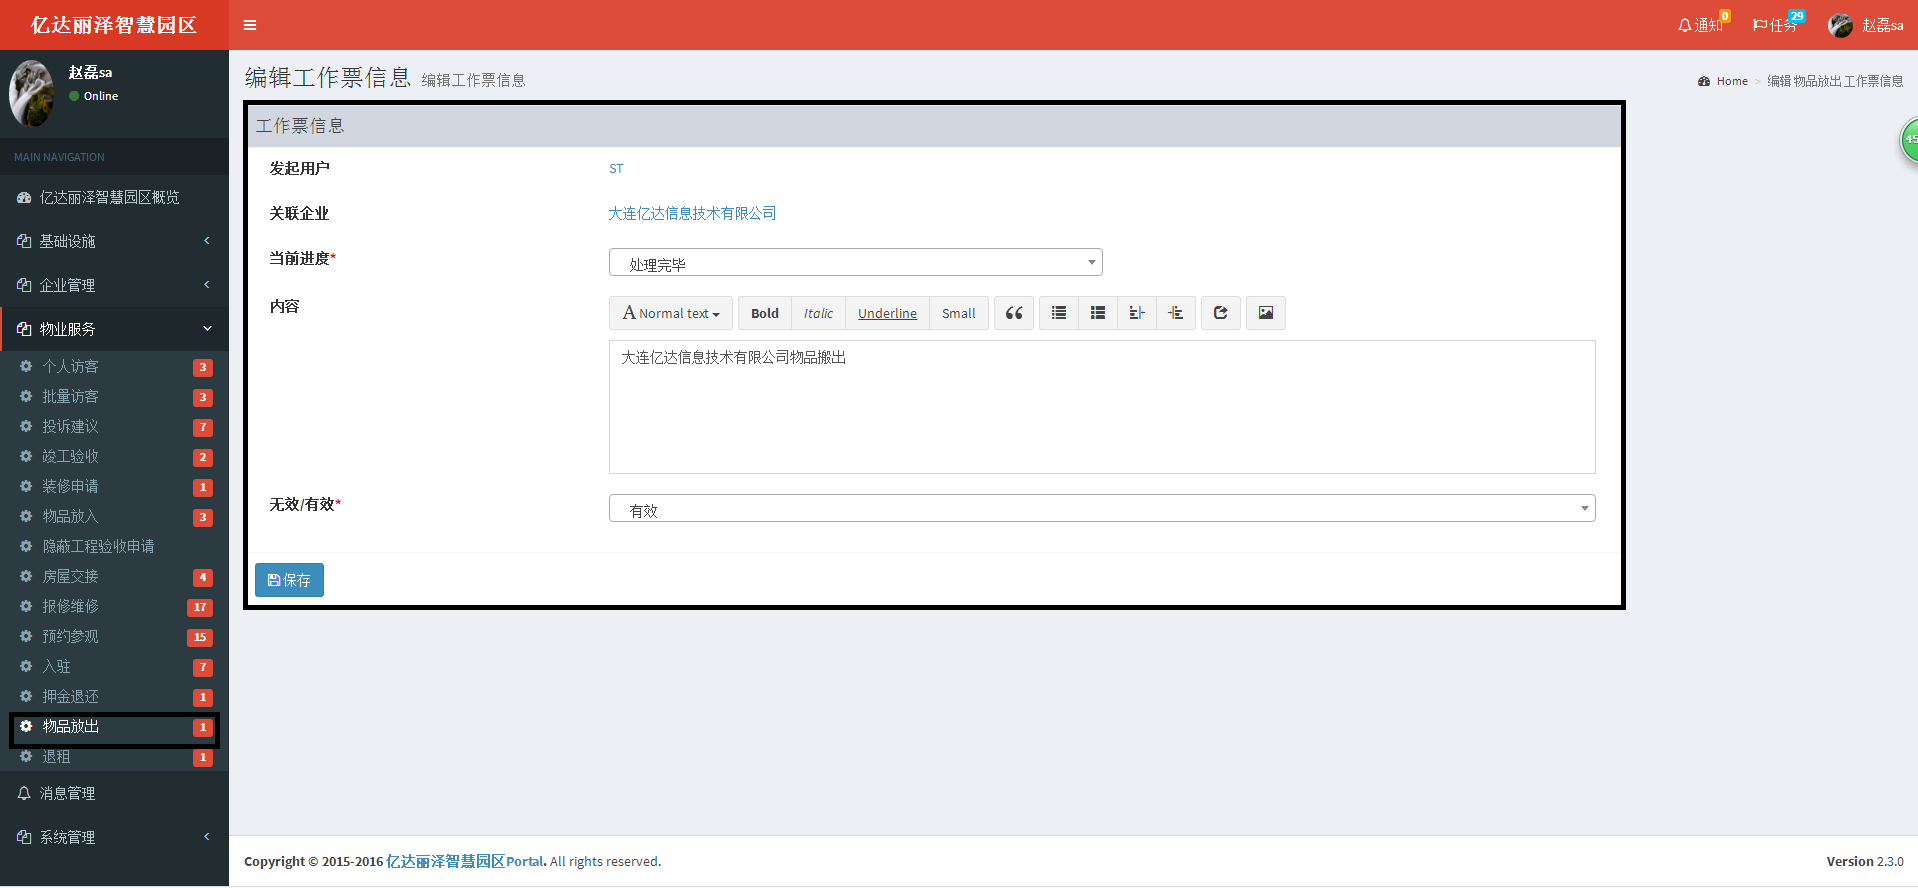 亿达丽泽智慧园区
通知 0
任务 29
赵磊sa
赵磊sa
Online
MAIN NAVIGATION
亿达丽泽智慧园区概览
基础设施
企业管理
物业服务
个人访客 3
批量访客 3
投诉建议 7
竣工验收 2
装修申请 1
物品放入 3
隐蔽工程验收申请
房屋交接 4
报修维修 17
预约参观 15
入驻 7
押金退还 1
物品放出 1
退租 1
消息管理
系统管理
编辑工作票信息 编辑工作票信息
Home > 编辑物品放出工作票信息
45
工作票信息
发起用户 ST
关联企业 大连亿达信息技术有限公司
当前进度* 处理完毕
内容 A Normal text Bold Italic Underline Small
大连亿达信息技术有限公司物品搬出
无效/有效* 有效
保存
Copyright © 2015-2016 亿达丽泽智慧园区Portal. All rights reserved.
Version 2.3.0